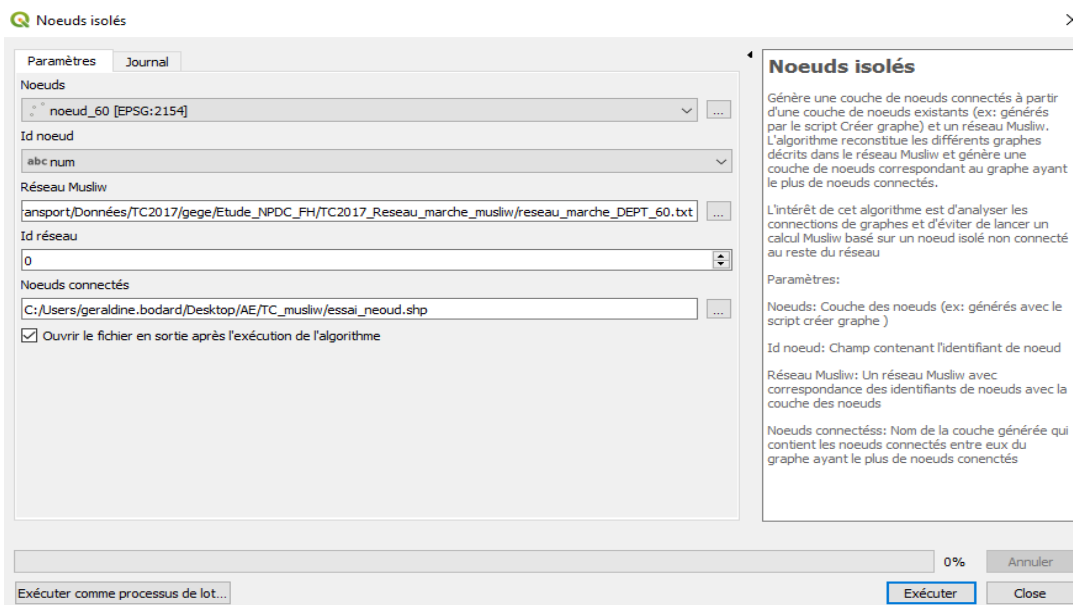 Noeuds isolés
Paramètres
Journal
Noeuds
noeud_60 [EPSG:2154]
...
Id noeud
abc num
Réseau Musliw
ansport/Données/TC2017/gege/Etude_NPDC_FH/TC2017_Reseau_marche_musliw/reseau_marche_DEPT_60.txt
...
Id réseau
0
Noeuds connectés
C:/Users/geraldine.bodard/Desktop/AE/TC_musliw/essai_neoud.shp
...
Ouvrir le fichier en sortie après l'exécution de l'algorithme
Noeuds isolés
Génère une couche de noeuds connectés à partir
d'une couche de noeuds existants (ex: générés
par le script Créer graphe) et un réseau Musliw.
L'algorithme reconstitue les différents graphes
décrits dans le réseau Musliw et génère une
couche de noeuds correspondant au graphe ayant
le plus de noeuds connectés.
L'intérêt de cet algorithme est d'analyser les
connections de graphes et d'éviter de lancer un
calcul Musliw basé sur un noeud isolé non connecté
au reste du réseau
Paramètres:
Noeuds: Couche des noeuds (ex: générés avec le
script créer graphe )
Id noeud: Champ contenant l'identifiant de noeud
Réseau Musliw: Un réseau Musliw avec
correspondance des identifiants de noeuds avec la
couche des noeuds
Noeuds connectéss: Nom de la couche générée qui
contient les noeuds connectés entre eux du
graphe ayant le plus de noeuds conenctés
0%
Annuler
Exécuter comme processus de lot...
Exécuter
Close